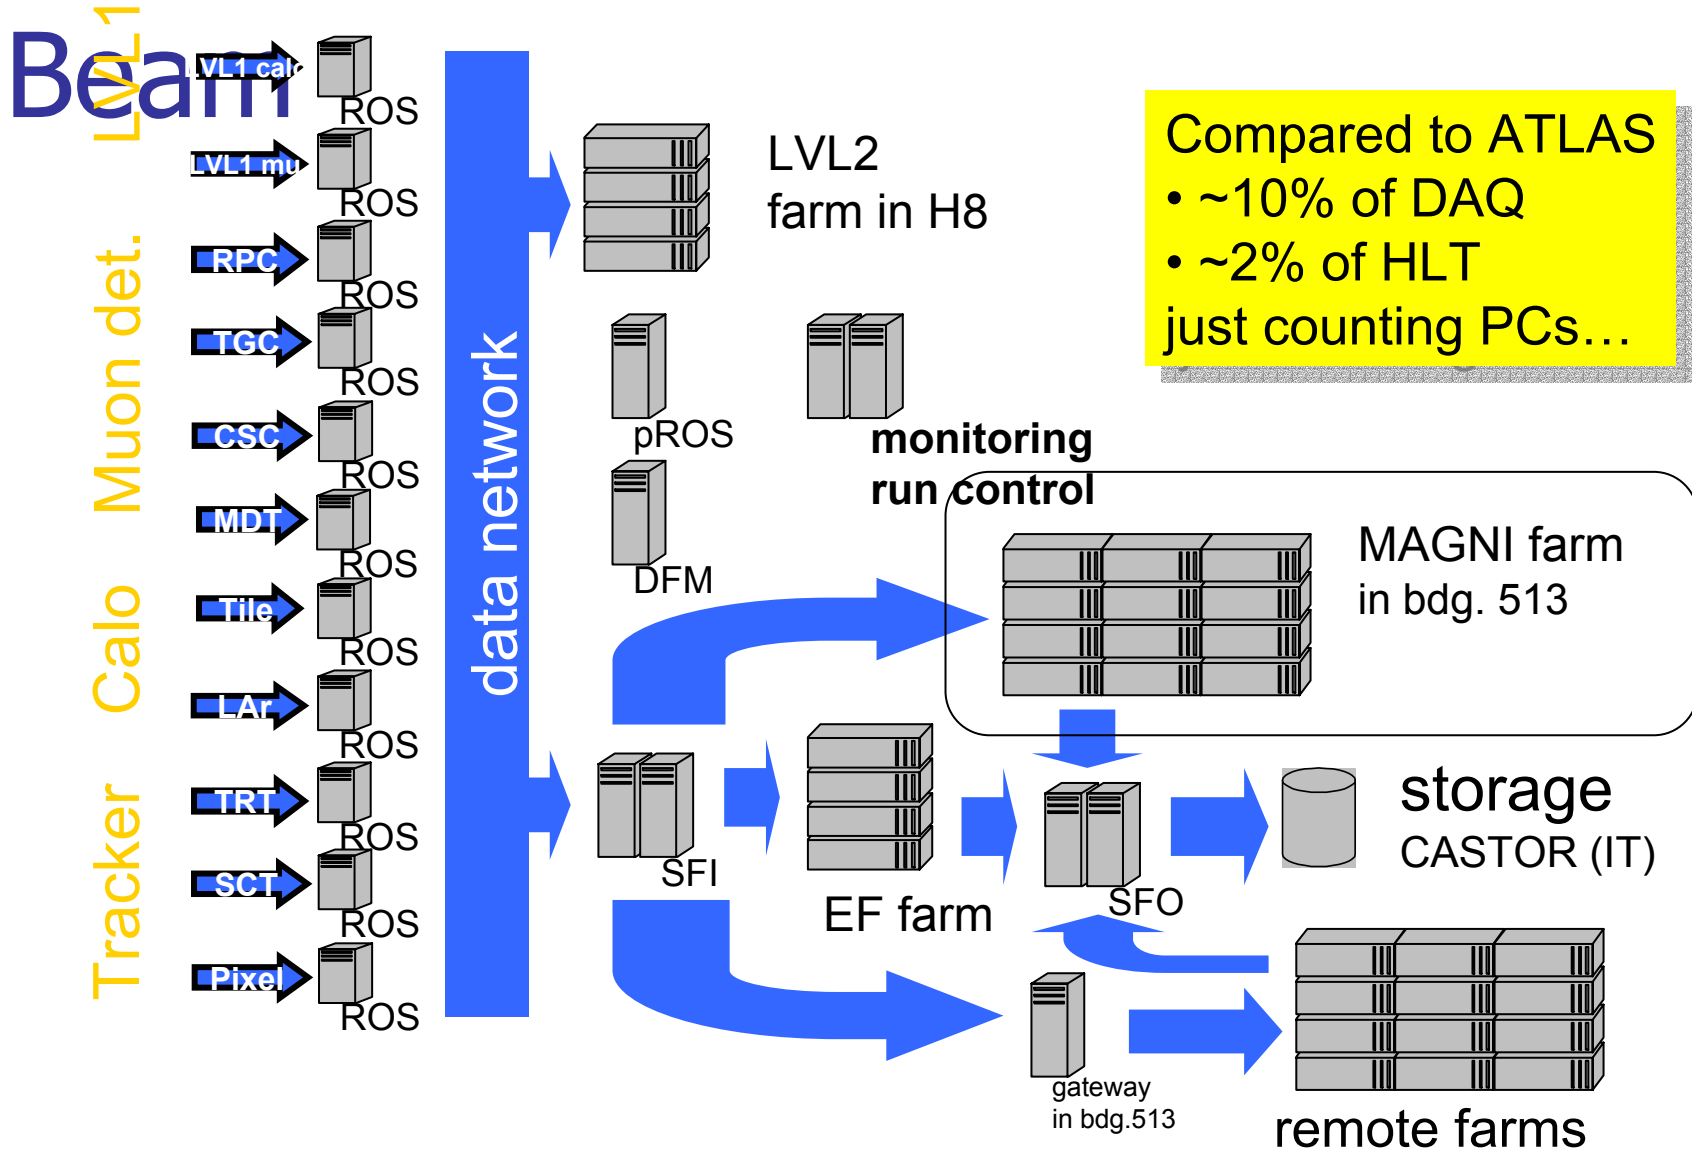 Beam
LVL1
Muon det.
Calo
Tracker
LVL1 calo
ROS
LVL1 mu
ROS
RPC
ROS
TGC
ROS
CSC
ROS
MDT
ROS
Tile
ROS
LAr
ROS
TRT
ROS
SCT
ROS
Pixel
ROS
data network
LVL2
farm in H8
Compared to ATLAS
• ~10% of DAQ
• ~2% of HLT
just counting PCs…
pROS
monitoring
run control
DFM
MAGNI farm
in bdg. 513
SFI
EF farm
SFO
storage
CASTOR (IT)
gateway
in bdg.513
remote farms